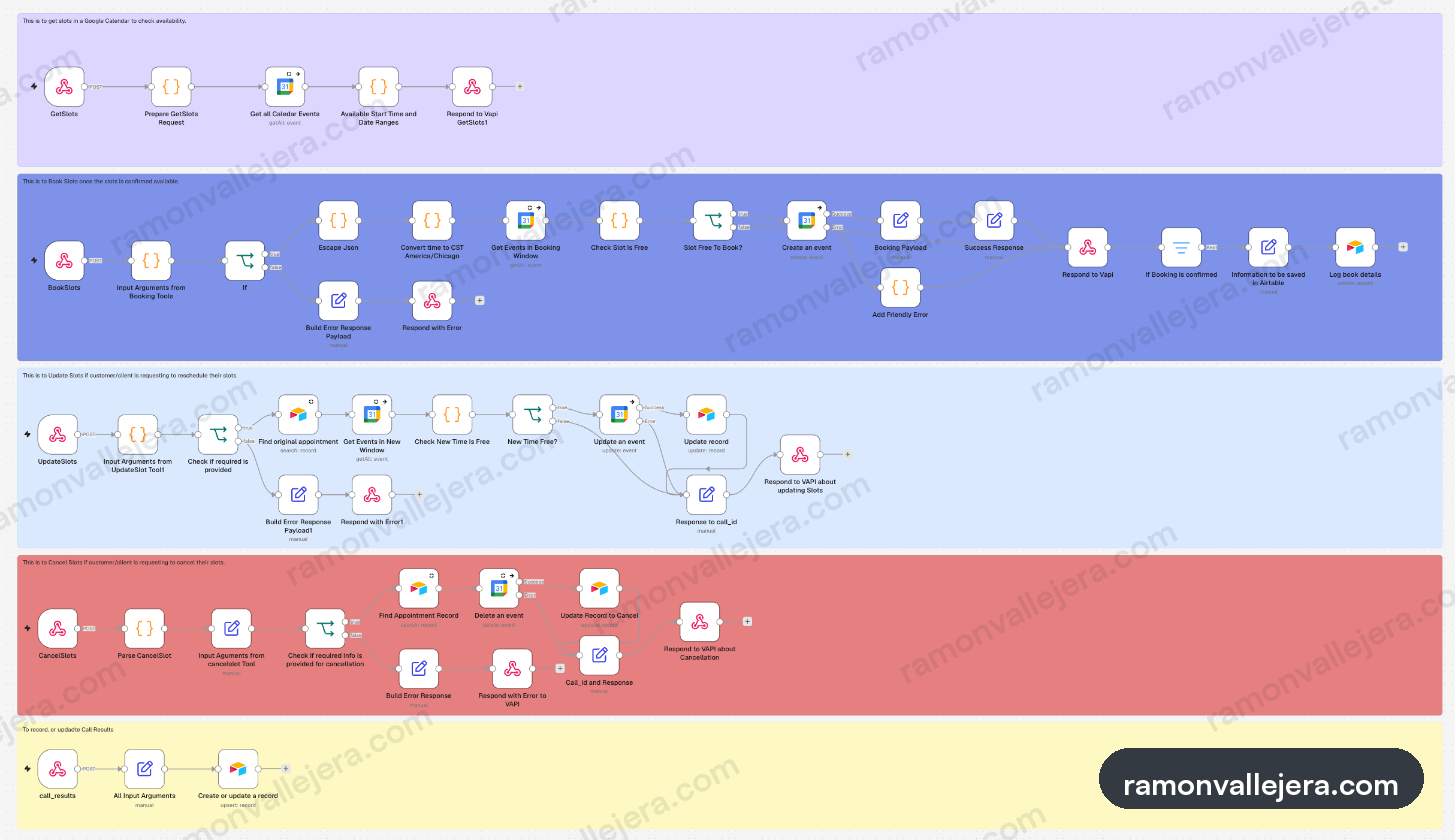 This is to get slots in a Google Calendar to check availability.
POST
GetSlots
Prepare GetSlots
Request
Get all Caledar Events
getAll: event
Available Start Time and
Date Ranges
Respond to Vapi
GetSlots1
This is to Book Slots once the slots is confirmed available.
POST
BookSlots
Input Arguments from
Booking Tools
If
true
false
Escape Json
Convert time to CST
America/Chicago
Get Events in Booking
Window
getAll: event
Check Slot Is Free
Slot Free To Book?
true
false
Create an event
create: event
Success
Error
Booking Payload
manual
Success Response
manual
Add Friendly Error
Respond to Vapi
If Booking is confirmed
Kept
Information to be saved
in Airtable
manual
Log book details
Build Error Response
Payload
manual
Respond with Error
This is to Update Slots if customer/client is requesting to reschedule their slots
POST
UpdateSlots
Input Arguments from
UpdateSlot Tool1
Check if required is
provided
true
false
Find original appointment
search: record
Get Events in New
Window
getAll: event
Check New Time Is Free
New Time Free?
true
false
Update an event
update: event
Success
Error
Update record
update: record
Response to call_id
manual
Respond to VAPI about
updating Slots
Build Error Response
Payload1
manual
Respond with Error1
This is to Cancel Slots if customer/client is requesting to cancel their slots.
POST
CancelSlots
Parse CancelSlot
Input Aguments from
cancelolot Tool
manual
Check if required info is
provided for cancellation
true
false
Find Appointment Record
search: record
Delete an event
delete: event
Success
Error
Update Record to Cancel
update: record
Call_id and Response
manual
Respond to VAPI about
Cancellation
Build Error Response
manual
Respond with Error to
VAPI
To record, or updacte Call Results
POST
call_results
All Input Arguments
manual
Create or update a record
upsert: record
ramonvallejera.com